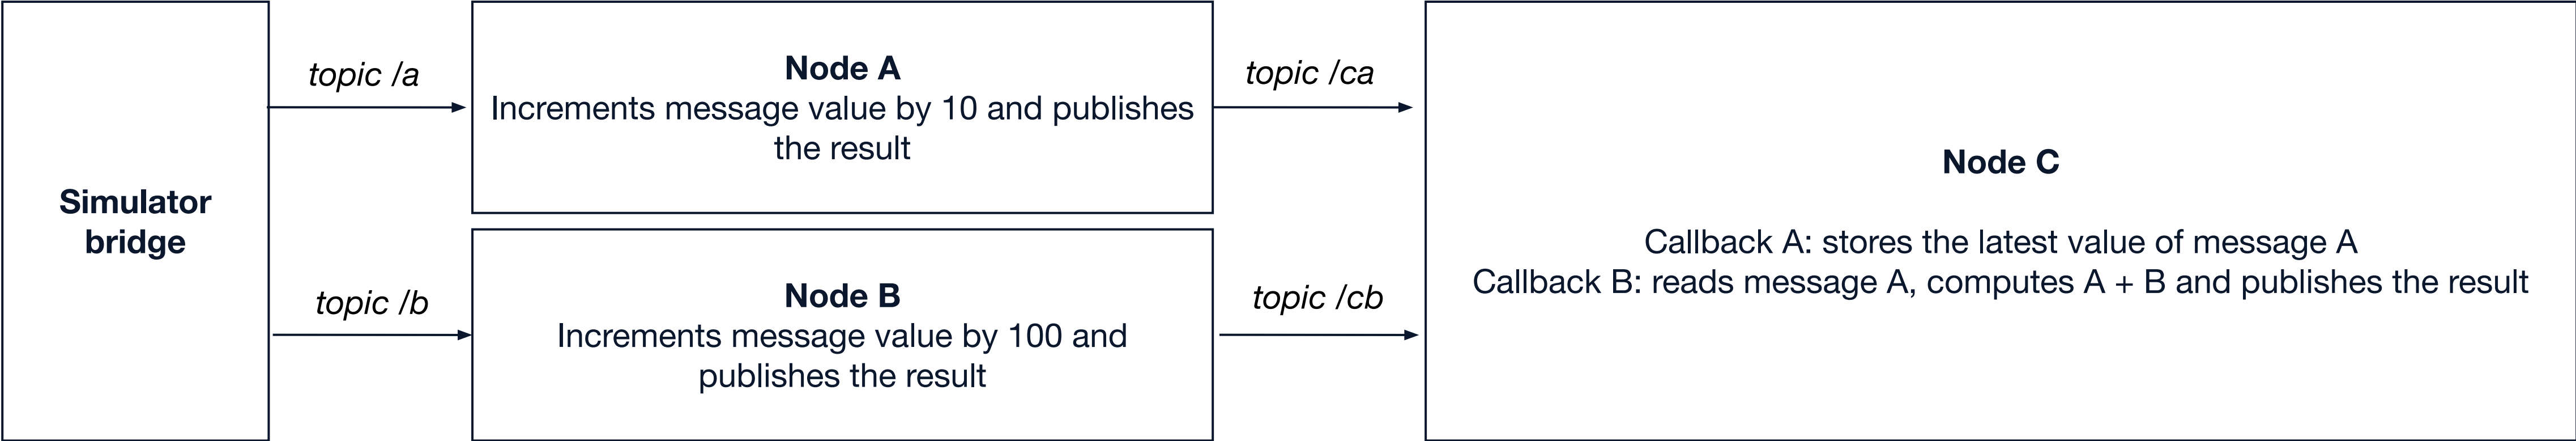 Simulator
bridge
topic /a
topic /b
Node A
Increments message value by 10 and publishes
the result
Node B
Increments message value by 100 and
publishes the result
topic /ca
topic /cb
Node C
Callback A: stores the latest value of message A
Callback B: reads message A, computes A + B and publishes the result